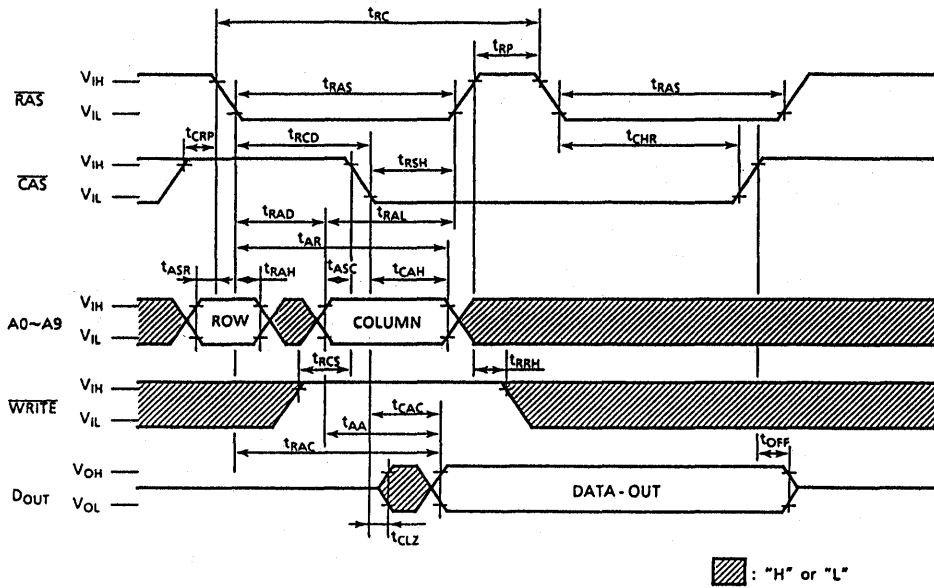 tRC
tRP
tRAS tRAS
RAS VIH
VIL
tCRP tRCD tCHR
tRSH
CAS VIH
VIL
tRAD tRAL
tAR
tASR tRAH tASC tCAH
A0~A9 VIH
VIL
ROW COLUMN
tRCS tRRH
WRITE VIH
VIL
tCAC
tAA
tRAC tOFF
DOUT VOH
VOL
DATA-OUT
tCLZ
: "H" or "L"